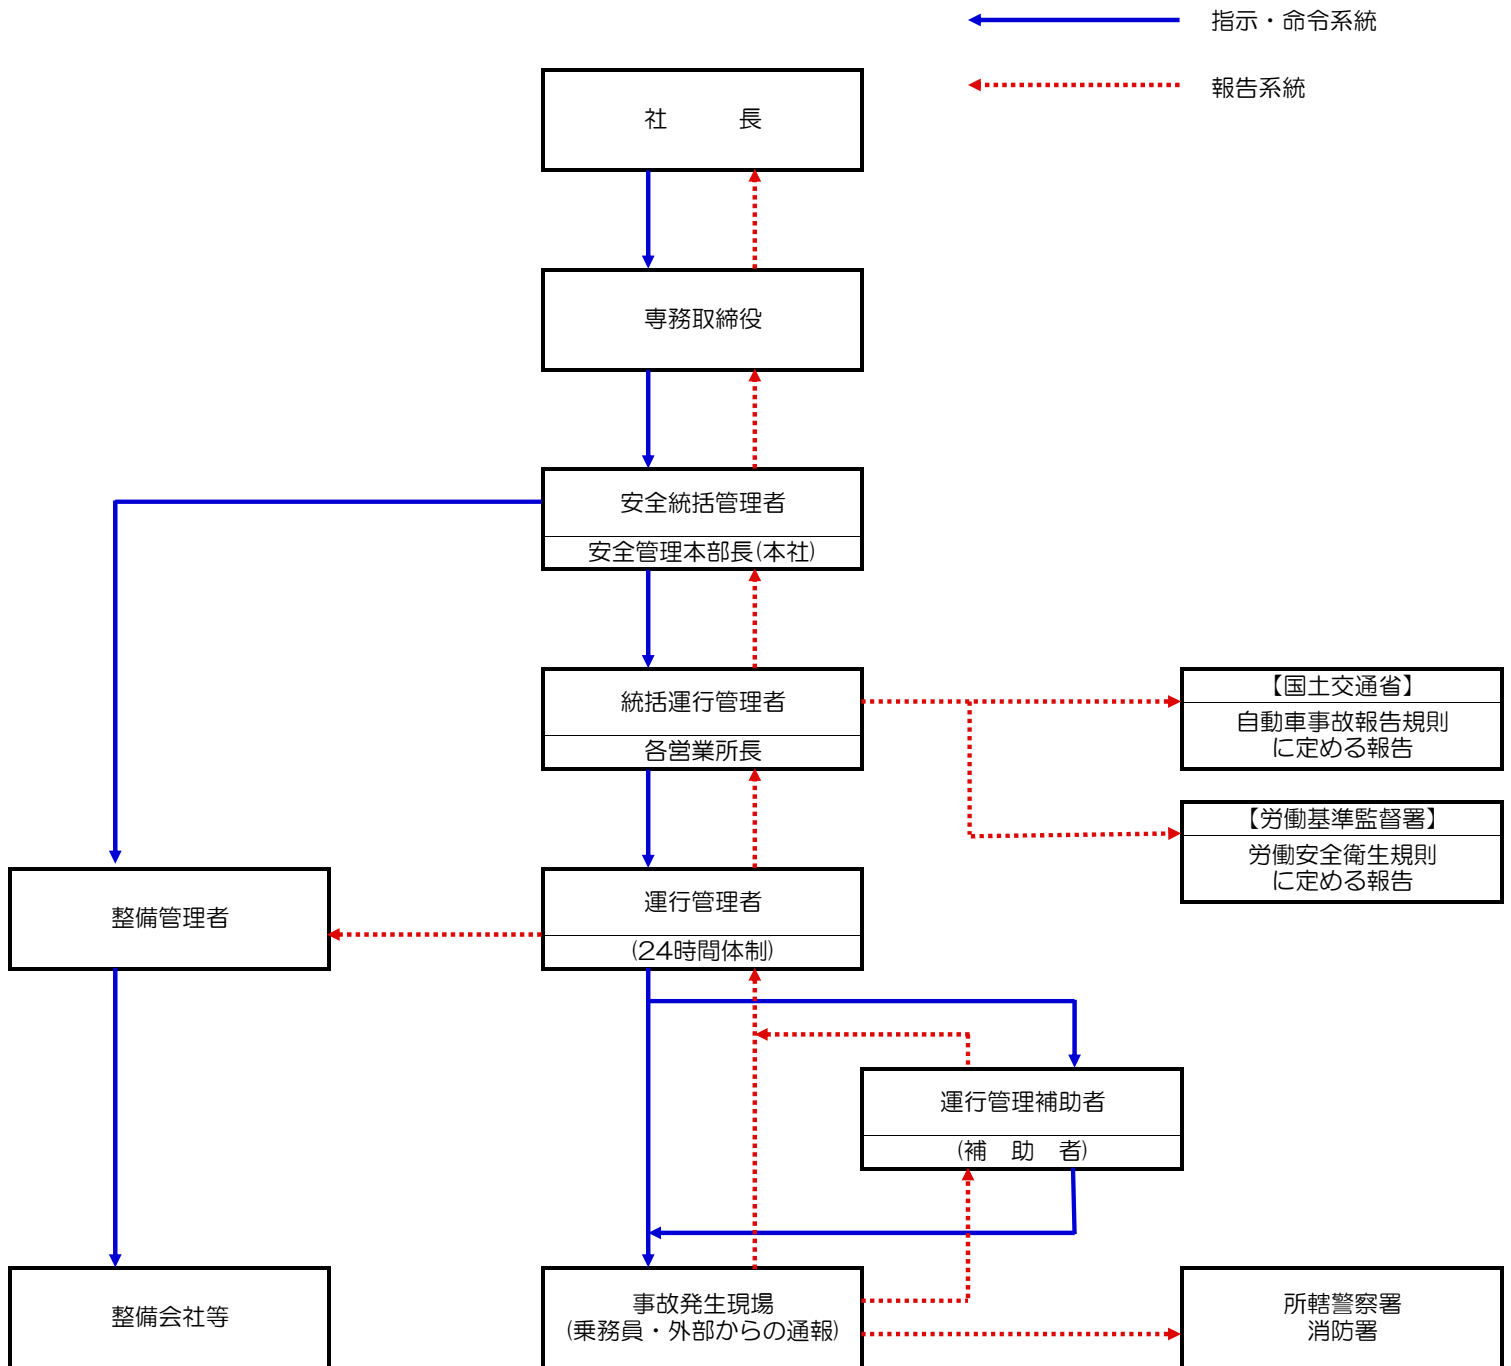 指示・命令系統
報告系統
社　　　長
専務取締役
安全統括管理者
安全管理本部長(本社)
統括運行管理者
各営業所長
【国土交通省】
自動車事故報告規則
に定める報告
【労働基準監督署】
労働安全衛生規則
に定める報告
整備管理者
運行管理者
(24時間体制)
運行管理補助者
(補　助　者)
整備会社等
事故発生現場
(乗務員・外部からの通報)
所轄警察署
消防署